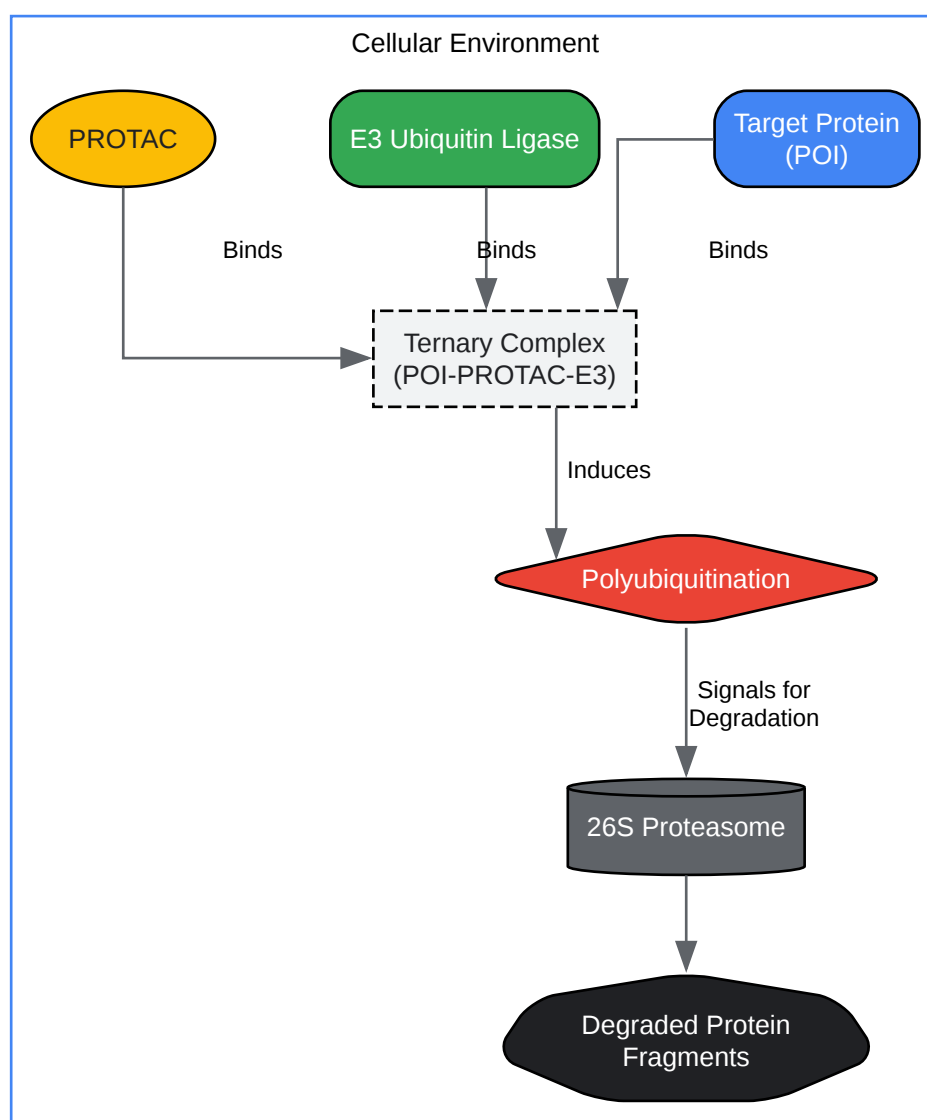 Cellular Environment
PROTAC
E3 Ubiquitin Ligase
Target Protein
(POI)
Binds
Binds
Binds
Ternary Complex
(POI-PROTAC-E3)
Induces
Polyubiquitination
Signals for
Degradation
26S Proteasome
Degraded Protein
Fragments